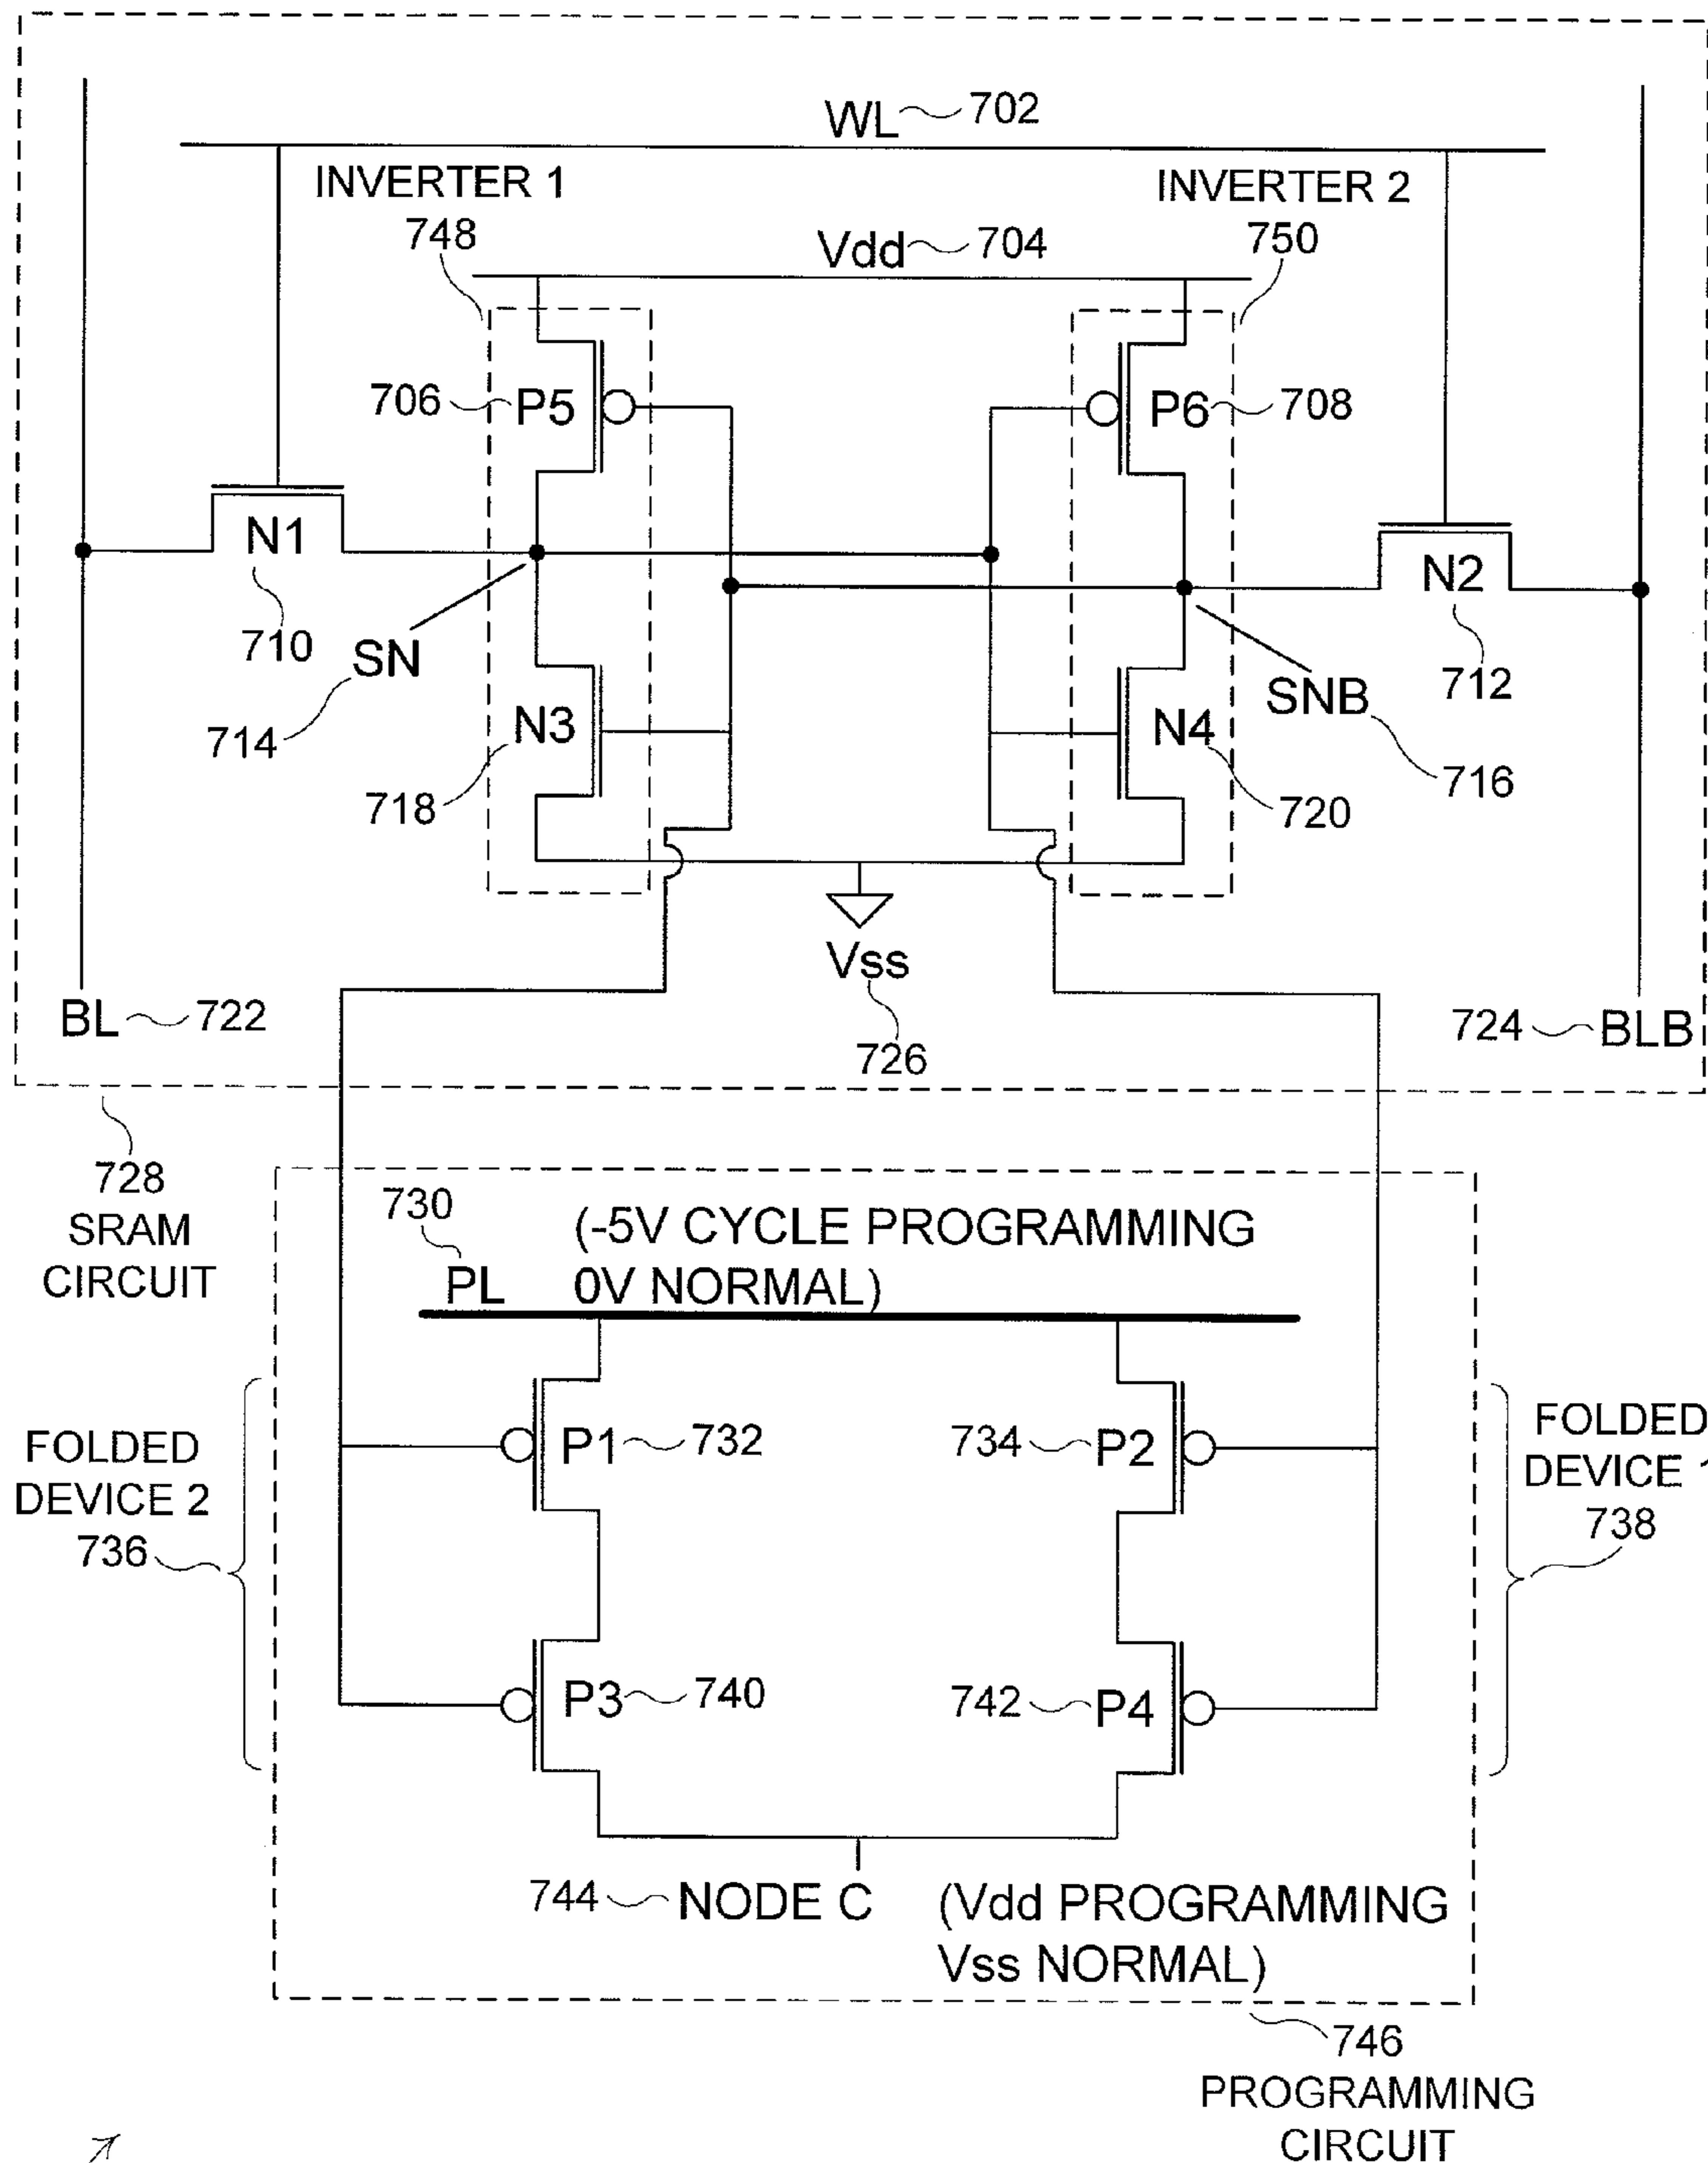 WL 702
INVERTER 1
748
INVERTER 2
750
Vdd 704
706 P5
P6 708
N1
710
N2
712
SN
714
SNB
716
N3
718
N4
720
Vss
726
BL 722
724 BLB
728
SRAM
CIRCUIT
730
PL
(-5V CYCLE PROGRAMMING
0V NORMAL)
FOLDED
DEVICE 2
736
P1 732
734 P2
FOLDED
DEVICE 1
738
P3 740
742 P4
744 NODE C
(Vdd PROGRAMMING
Vss NORMAL)
746
PROGRAMMING
CIRCUIT